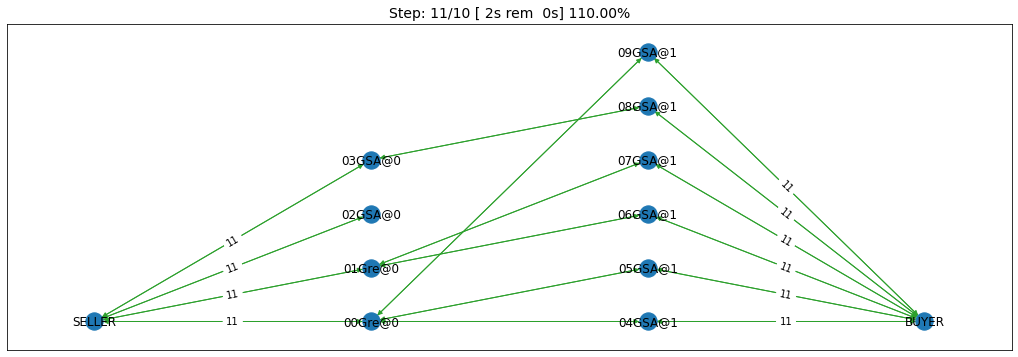 Step: 11/10 [ 2s rem  0s] 110.00%
09GSA@1
08GSA@1
03GSA@0
07GSA@1
11
02GSA@0
06GSA@1
11
11
11
01Gre@0
05GSA@1
11
11
11
SELLER
11
00Gre@0
04GSA@1
11
BUYER